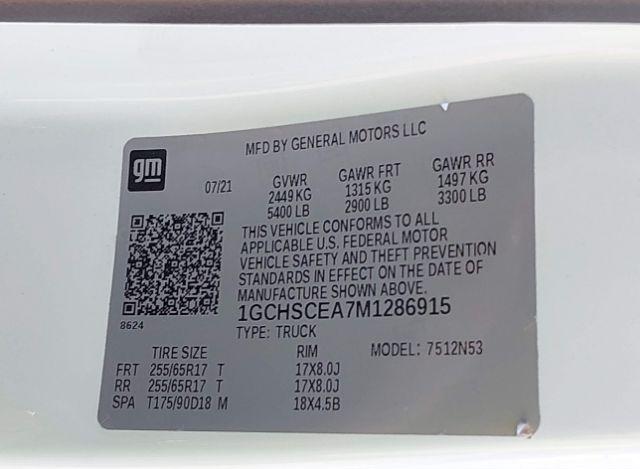 MFD BY GENERAL MOTORS LLC
gm
07/21 GVWR GAWR FRT GAWR RR
2449 KG 1315 KG 1497 KG
5400 LB 2900 LB 3300 LB
THIS VEHICLE CONFORMS TO ALL
APPLICABLE U.S. FEDERAL MOTOR
VEHICLE SAFETY AND THEFT PREVENTION
STANDARDS IN EFFECT ON THE DATE OF
MANUFACTURE SHOWN ABOVE.
8624
1GCHSCEA7M1286915
TYPE: TRUCK
TIRE SIZE RIM MODEL: 7512N53
FRT 255/65R17 T 17X8.0J
RR 255/65R17 T 17X8.0J
SPA T175/90D18 M 18X4.5B